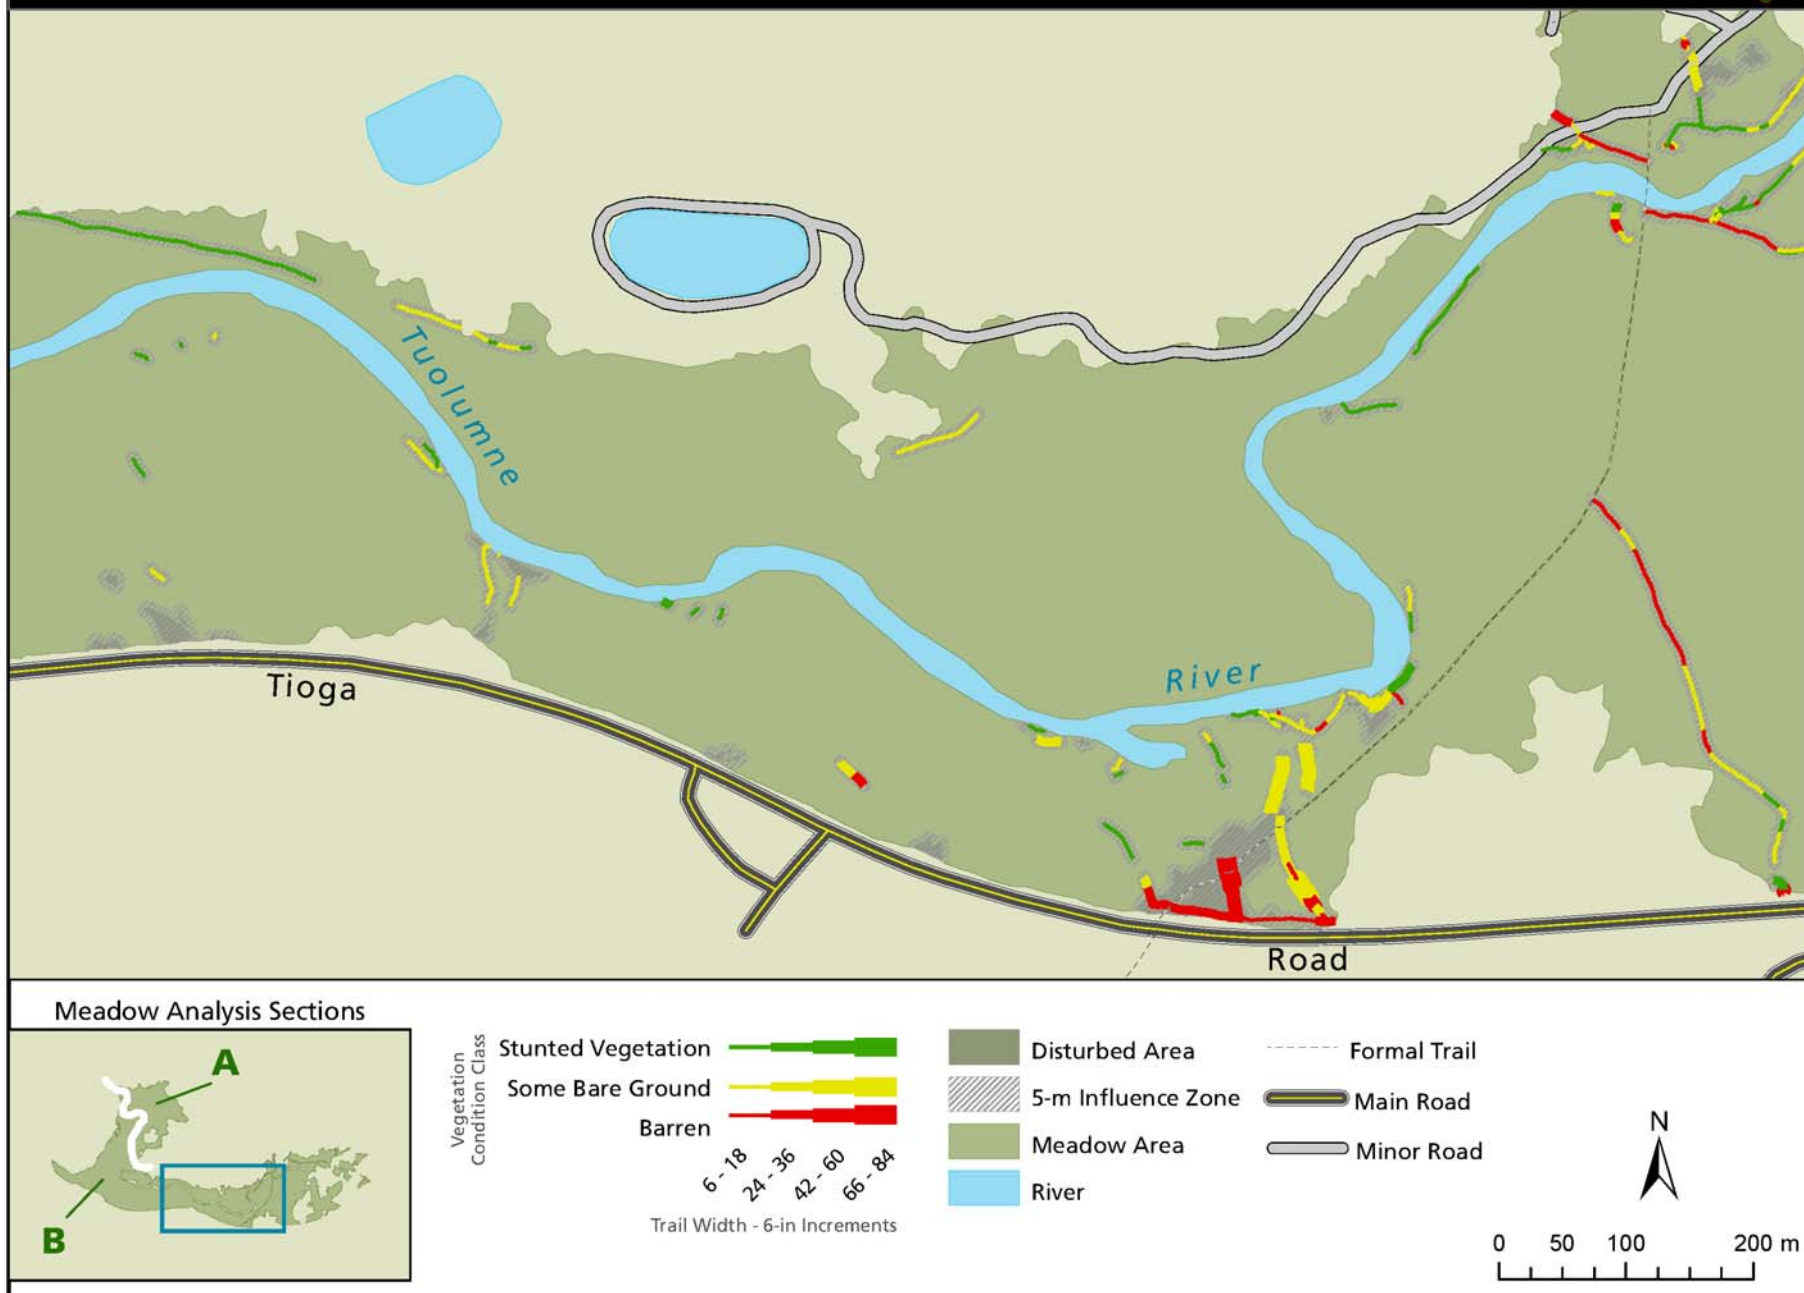 Tuolumne
River
Tioga
Road
Meadow Analysis Sections
A
B
Vegetation
Condition Class
Stunted Vegetation
Some Bare Ground
Barren
6 - 18
24 - 36
42 - 60
66 - 84
Trail Width - 6-in Increments
Disturbed Area
5-m Influence Zone
Meadow Area
River
Formal Trail
Main Road
Minor Road
N
0 50 100 200 m